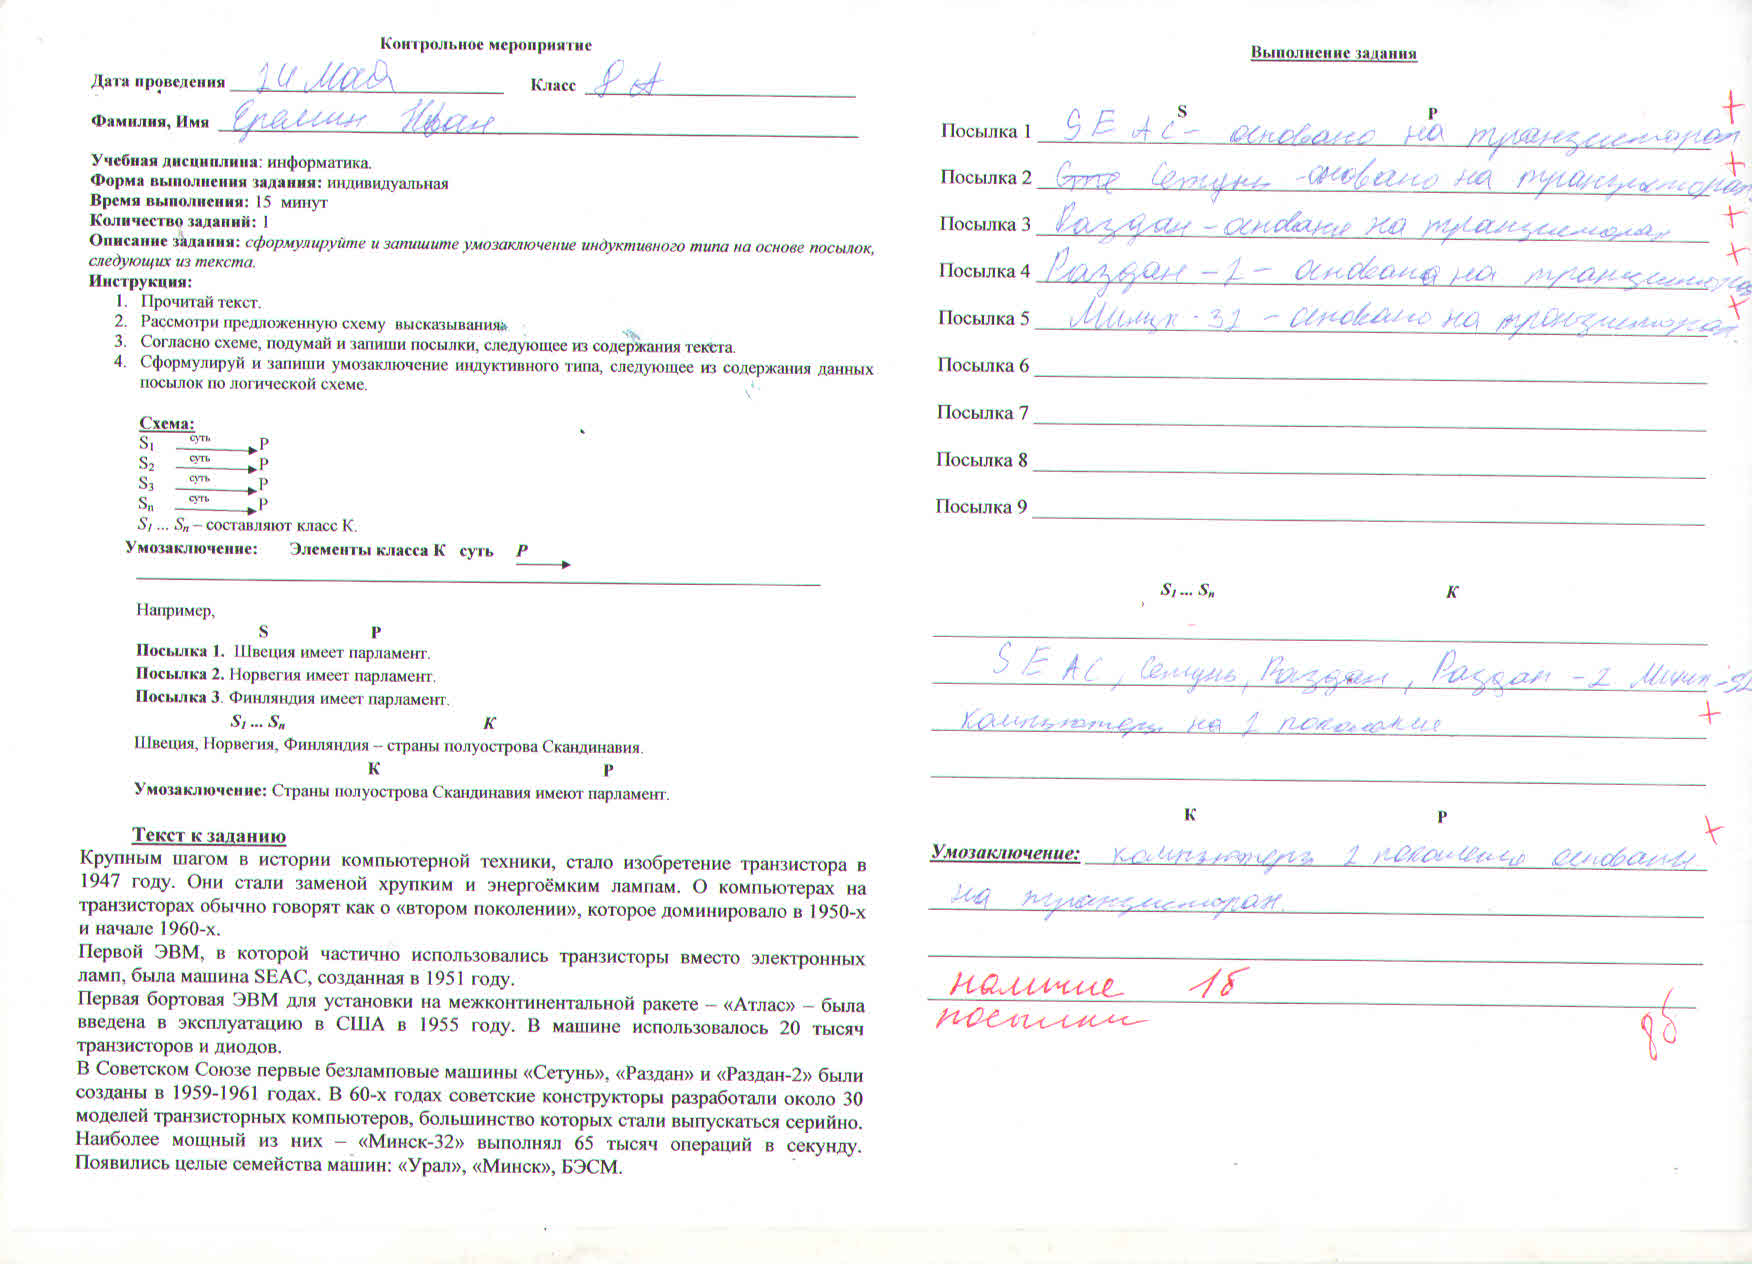 Контрольное мероприятие
Дата проведения 24 Мая Класс 8 А
Фамилия, Имя Еремин Иван
Учебная дисциплина: информатика.
Форма выполнения задания: индивидуальная
Время выполнения: 15 минут
Количество заданий: 1
Описание задания: сформулируйте и запишите умозаключение индуктивного типа на основе посылок,
следующих из текста.
Инструкция:
1. Прочитай текст.
2. Рассмотри предложенную схему высказывания.
3. Согласно схеме, подумай и запиши посылки, следующее из содержания текста.
4. Сформулируй и запиши умозаключение индуктивного типа, следующее из содержания данных
посылок по логической схеме.
Схема:
S1 суть P
S2 суть P
S3 суть P
Sn суть P
S1 ... Sn – составляют класс К.
Умозаключение: Элементы класса К суть P
Например,
S P
Посылка 1. Швеция имеет парламент.
Посылка 2. Норвегия имеет парламент.
Посылка 3. Финляндия имеет парламент.
S1 ... Sn К
Швеция, Норвегия, Финляндия – страны полуострова Скандинавия.
К P
Умозаключение: Страны полуострова Скандинавия имеют парламент.
Текст к заданию
Крупным шагом в истории компьютерной техники, стало изобретение транзистора в
1947 году. Они стали заменой хрупким и энергоёмким лампам. О компьютерах на
транзисторах обычно говорят как о «втором поколении», которое доминировало в 1950-х
и начале 1960-х.
Первой ЭВМ, в которой частично использовались транзисторы вместо электронных
ламп, была машина SEAC, созданная в 1951 году.
Первая бортовая ЭВМ для установки на межконтинентальной ракете – «Атлас» – была
введена в эксплуатацию в США в 1955 году. В машине использовалось 20 тысяч
транзисторов и диодов.
В Советском Союзе первые безламповые машины «Сетунь», «Раздан» и «Раздан-2» были
созданы в 1959-1961 годах. В 60-х годах советские конструкторы разработали около 30
моделей транзисторных компьютеров, большинство которых стали выпускаться серийно.
Наиболее мощный из них – «Минск-32» выполнял 65 тысяч операций в секунду.
Появились целые семейства машин: «Урал», «Минск», БЭСМ.
Выполнение задания
S P
Посылка 1 SEAC - основано на транзисторах +
Посылка 2 Сетунь - основано на транзисторах +
Посылка 3 Раздан - основан на транзисторах +
Посылка 4 Раздан - 2 - основана на транзисторах +
Посылка 5 Минск - 32 - основано на транзисторах. +
Посылка 6
Посылка 7
Посылка 8
Посылка 9
S1 ... Sn К
SEAC, Сетунь, Раздан, Раздан - 2 Минск - 32
компьютеры на 2 +
К P
Умозаключение: компьютеры 2 поколения основаны +
на транзисторах.
наличие 1б
посылки
8б